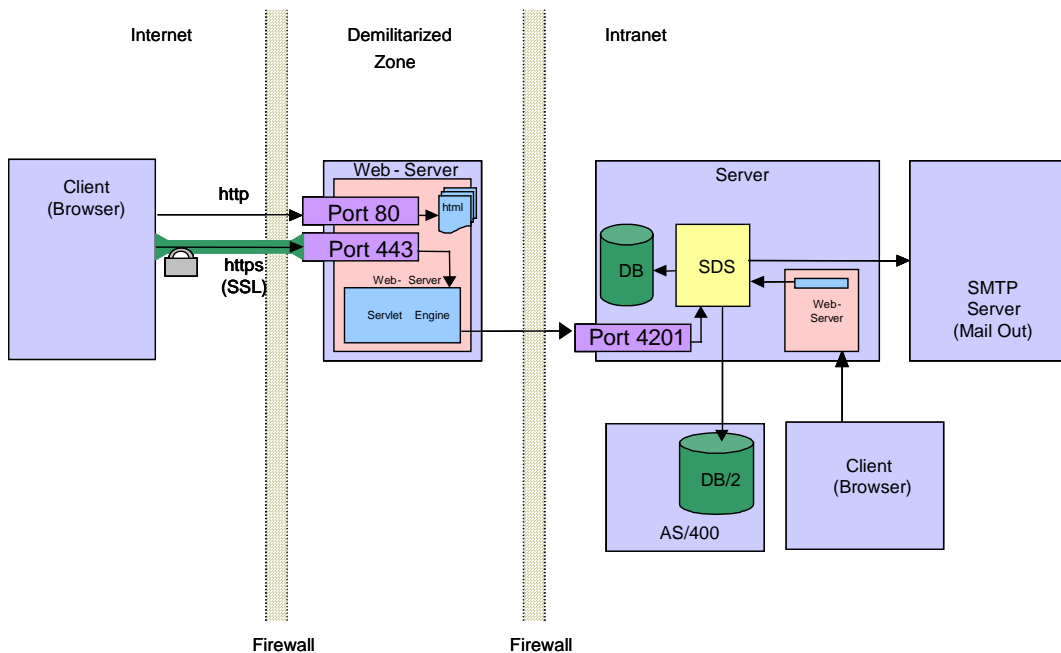 Internet
Demilitarized
Zone
Intranet
Client
(Browser)
http
https
(SSL)
Web - Server
Port 80
html
Port 443
Web- Server
Servlet Engine
Server
DB
SDS
Web-
Server
Port 4201
SMTP
Server
(Mail Out)
DB/2
AS/400
Client
(Browser)
Firewall
Firewall